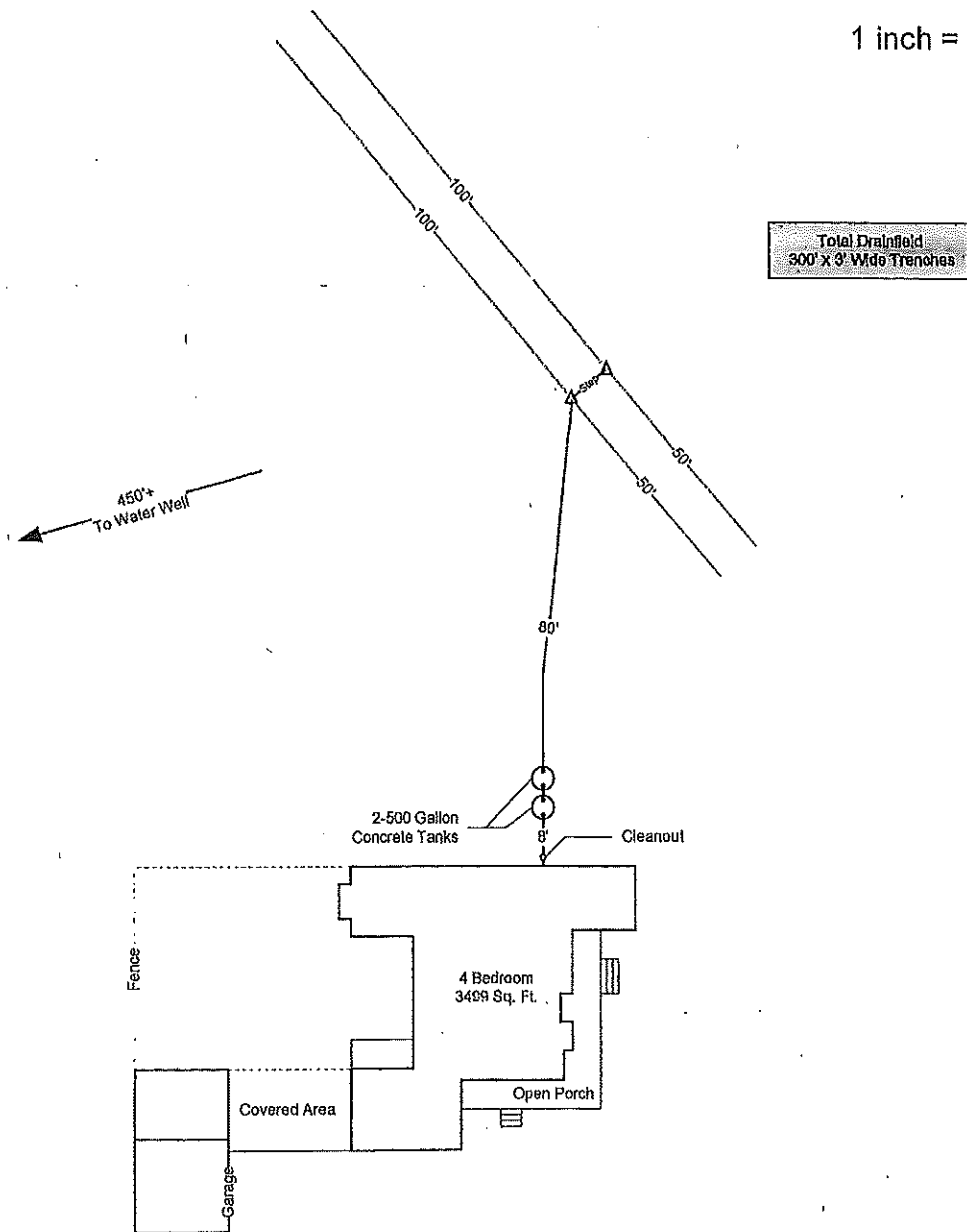 1 inch =
100'
100'
Total Drainfield
300' x 3' Wide Trenches
Step
50'
50'
450'+
To Water Well
80'
2-500 Gallon
Concrete Tanks
8'
Cleanout
Fence
4 Bedroom
3499 Sq. Ft.
Open Porch
Covered Area
Garage